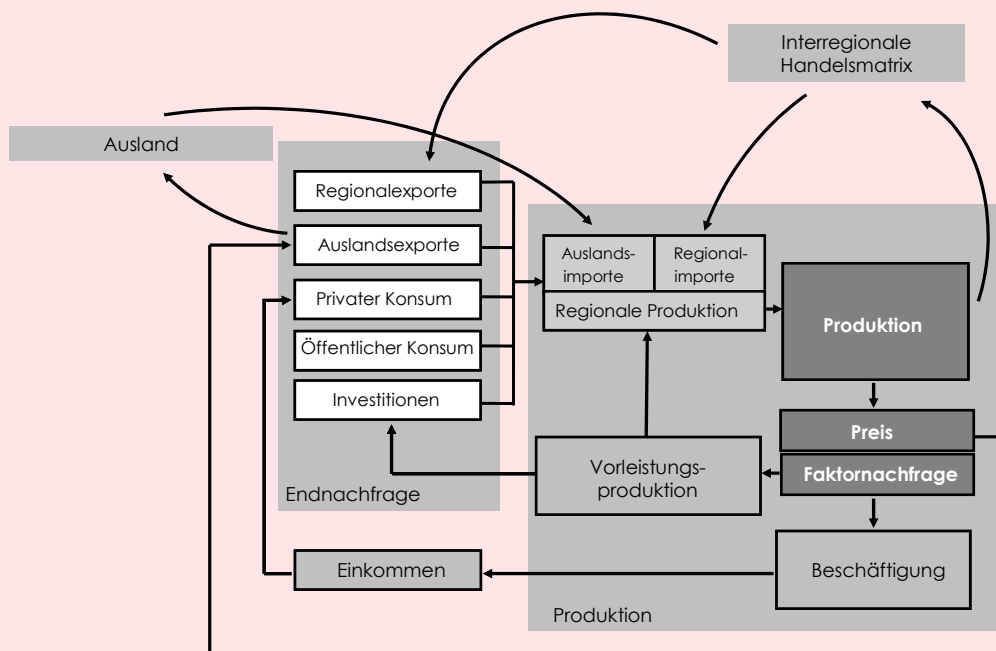 Interregionale
Handelsmatrix
Ausland
Regionalexporte
Auslandsexporte
Privater Konsum
Öffentlicher Konsum
Investitionen
Endnachfrage
Auslands-
importe
Regional-
importe
Regionale Produktion
Produktion
Preis
Faktornachfrage
Vorleistungs-
produktion
Einkommen
Beschäftigung
Produktion